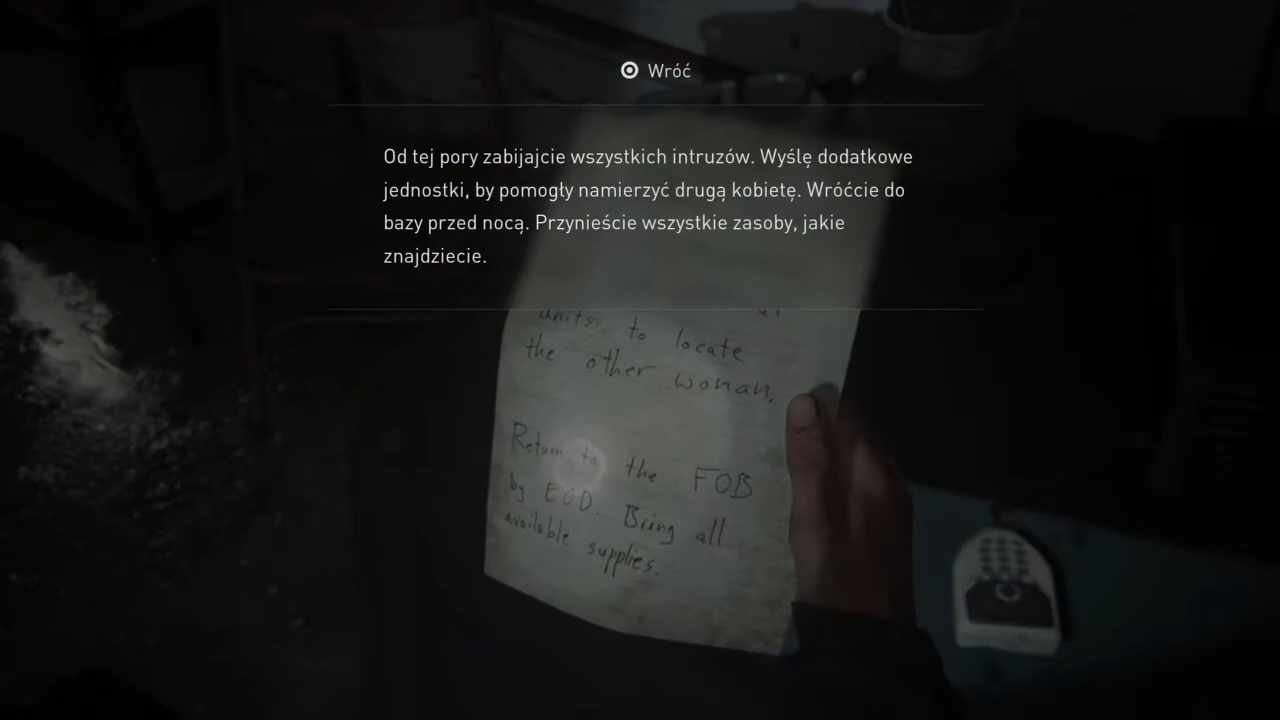 Wróć
Od tej pory zabijajcie wszystkich intruzów. Wyślę dodatkowe
jednostki, by pomogły namierzyć drugą kobietę. Wróćcie do
bazy przed nocą. Przynieście wszystkie zasoby, jakie
znajdziecie.
units to locate
the other woman.
Return to the FOB
by EOD. Bring all
available supplies.